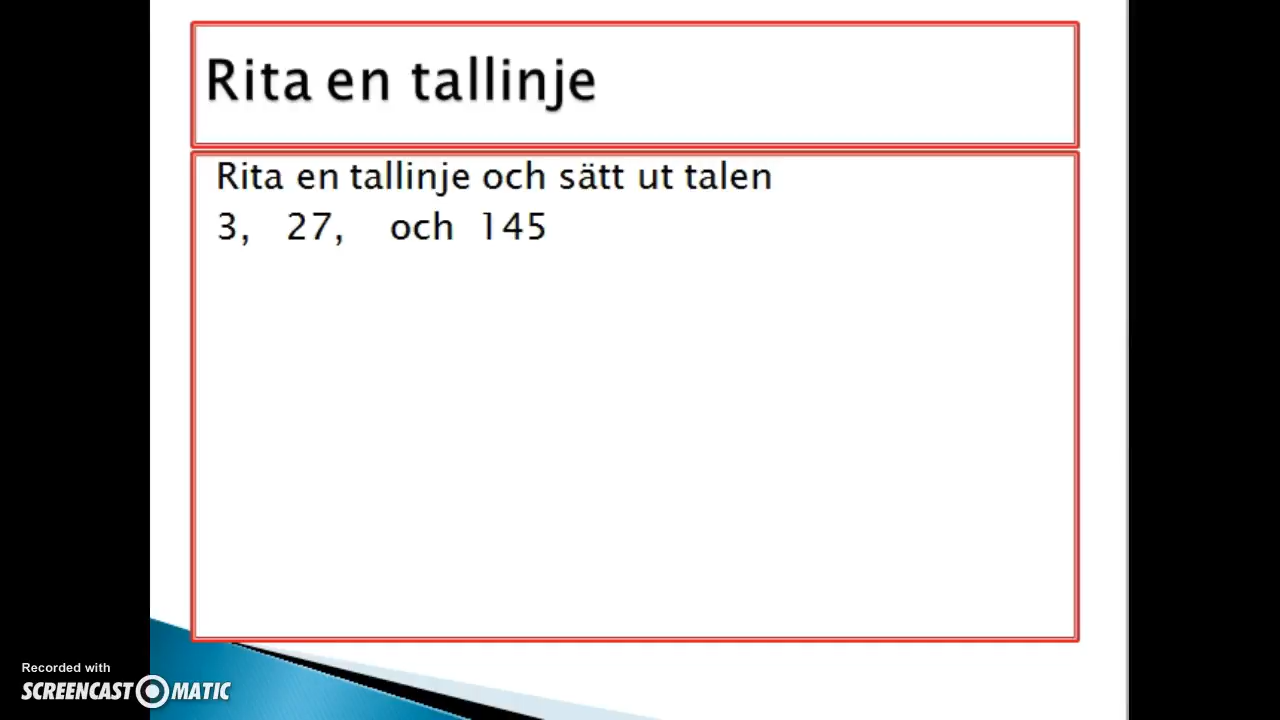 Rita en tallinje
Rita en tallinje och sätt ut talen
3, 27, och 145
Recorded with
SCREENCAST MATIC